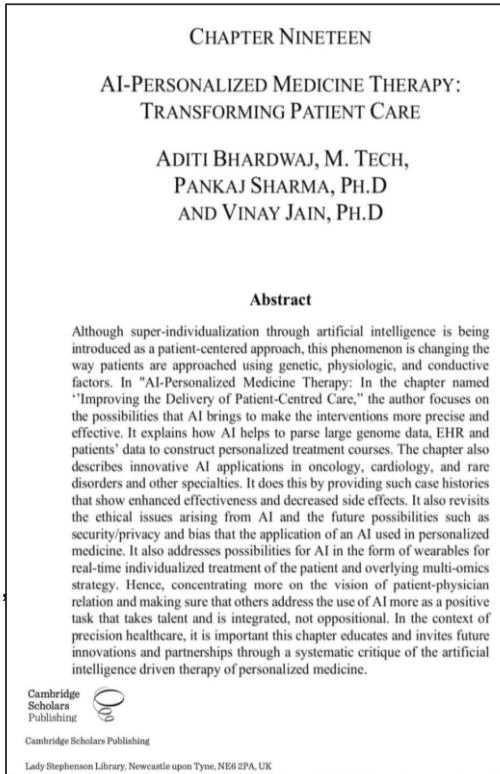 CHAPTER NINETEEN
AI-PERSONALIZED MEDICINE THERAPY:
TRANSFORMING PATIENT CARE
ADITI BHARDWAJ, M. TECH,
PANKAJ SHARMA, PH.D
AND VINAY JAIN, PH.D
Abstract
Although super-individualization through artificial intelligence is being
introduced as a patient-centered approach, this phenomenon is changing the
way patients are approached using genetic, physiologic, and conductive
factors. In "AI-Personalized Medicine Therapy: In the chapter named
‘'Improving the Delivery of Patient-Centred Care," the author focuses on
the possibilities that AI brings to make the interventions more precise and
effective. It explains how AI helps to parse large genome data, EHR and
patients' data to construct personalized treatment courses. The chapter also
describes innovative AI applications in oncology, cardiology, and rare
disorders and other specialties. It does this by providing such case histories
that show enhanced effectiveness and decreased side effects. It also revisits
the ethical issues arising from AI and the future possibilities such as
security/privacy and bias that the application of an AI used in personalized
medicine. It also addresses possibilities for AI in the form of wearables for
real-time individualized treatment of the patient and overlying multi-omics
strategy. Hence, concentrating more on the vision of patient-physician
relation and making sure that others address the use of AI more as a positive
task that takes talent and is integrated, not oppositional. In the context of
precision healthcare, it is important this chapter educates and invites future
innovations and partnerships through a systematic critique of the artificial
intelligence driven therapy of personalized medicine.
,
Cambridge
Scholars
Publishing
Cambridge Scholars Publishing
Lady Stephenson Library, Newcastle upon Tyne, NE6 2PA, UK